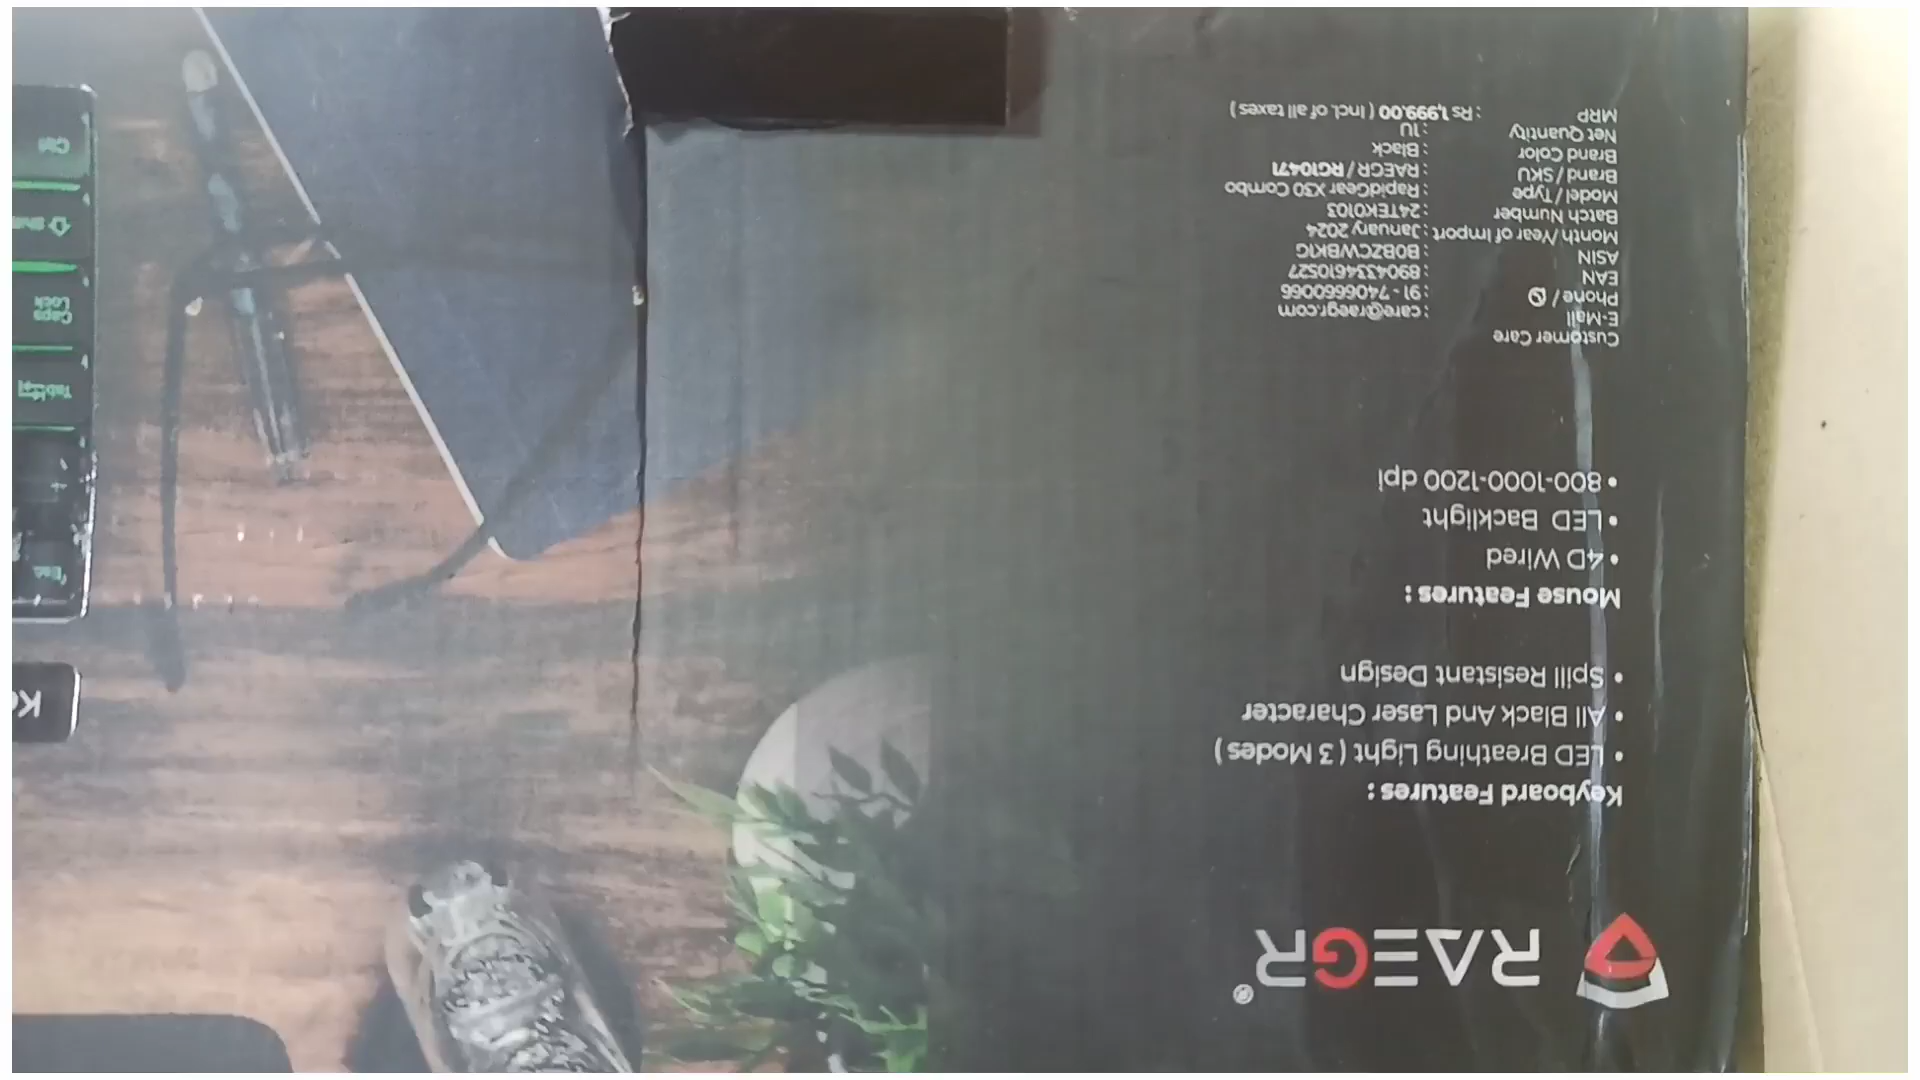 RAEGR®
Keyboard Features :
• LED Breathing Light ( 3 Modes )
• All Black And Laser Character
• Spill Resistant Design
Mouse Features :
• 4D Wired
• LED Backlight
• 800-1000-1200 dpi
Customer Care
E-Mail : care@raegr.com
Phone / : 91 - 7406660066
EAN : 8904334610527
ASIN : B0BZCWBK1G
Month /Year of Import : January 2024
Batch Number : 24TEK0103
Model / Type : RapidGear X30 Combo
Brand / SKU : RAEGR / RG10471
Brand Color : Black
Net Quantity : 1U
MRP : Rs 1,999.00 ( Incl. of all taxes )
Esc
Tab
Caps
Lock
Ctrl